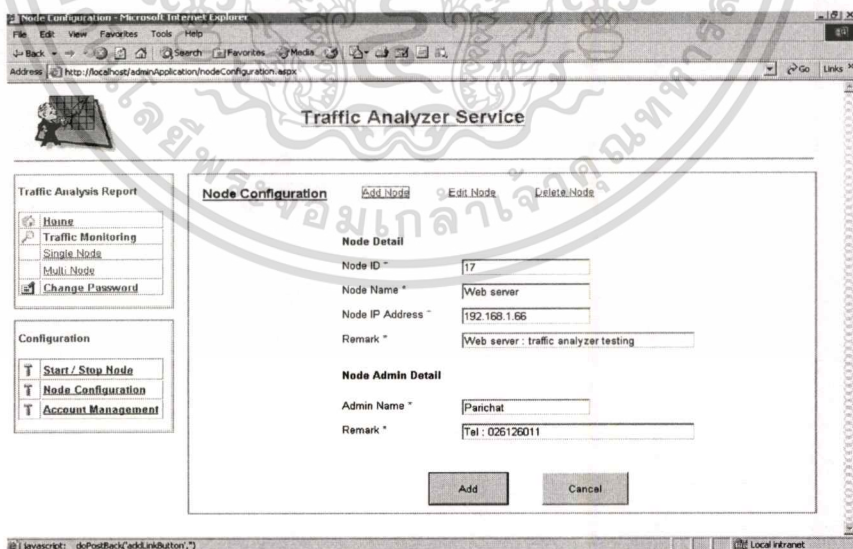 Node Configuration - Microsoft Internet Explorer
File Edit View Favorites Tools Help
Back Search Favorites Media
Address http://localhost/adminApplication/nodeConfiguration.aspx Go Links
Traffic Analyzer Service
Traffic Analysis Report
Home
Traffic Monitoring
Single Node
Multi Node
Change Password
Configuration
Start / Stop Node
Node Configuration
Account Management
Node Configuration Add Node Edit Node Delete Node
Node Detail
Node ID * 17
Node Name * Web server
Node IP Address * 192.168.1.66
Remark * Web server : traffic analyzer testing
Node Admin Detail
Admin Name * Parichat
Remark * Tel : 026126011
Add Cancel
javascript:__doPostBack('addLinkButton','') Local intranet